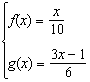 f(x) = x/10
g(x) = (3x − 1)/6